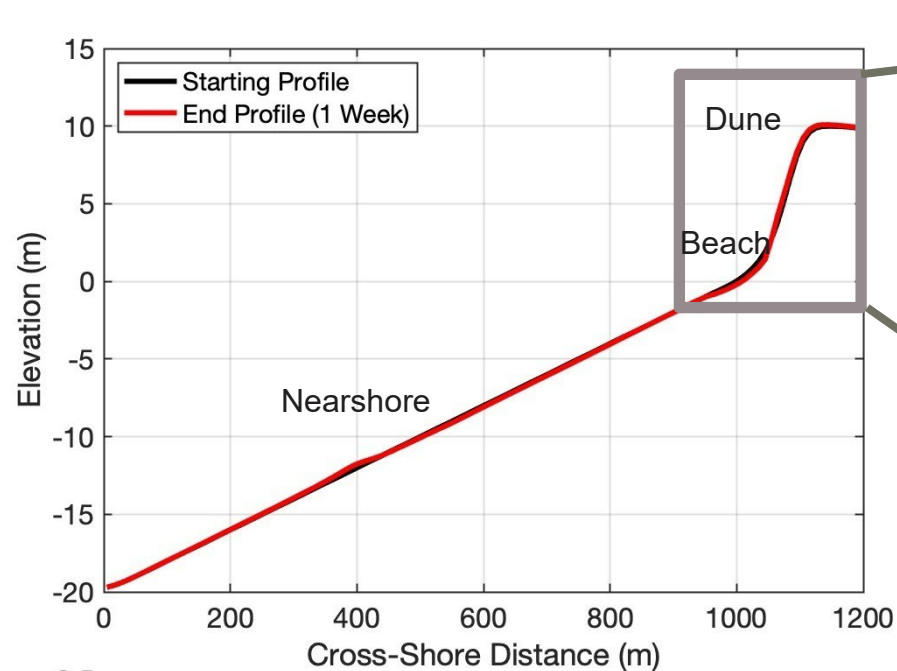 15
Starting Profile
End Profile (1 Week)
10
Dune
5
Beach
0
-5
Nearshore
-10
-15
-20
0 200 400 600 800 1000 1200
Elevation (m)
Cross-Shore Distance (m)